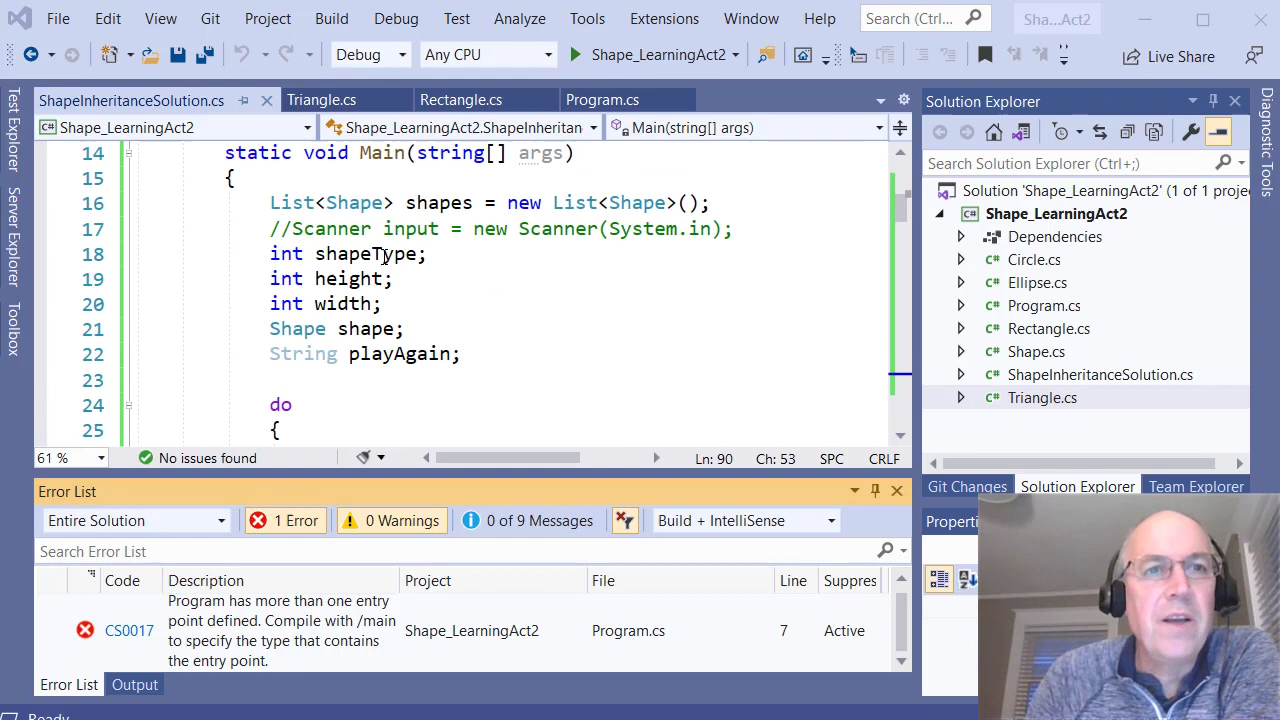 File Edit View Git Project Build Debug Test Analyze Tools Extensions Window Help Search (Ctrl... Sha...Act2
Debug Any CPU Shape_LearningAct2 Live Share
Test Explorer
Server Explorer
Toolbox
ShapeInheritanceSolution.cs Triangle.cs Rectangle.cs Program.cs
Shape_LearningAct2 Shape_LearningAct2.ShapeInheritan Main(string[] args)
14 static void Main(string[] args)
15 {
16 List<Shape> shapes = new List<Shape>();
17 //Scanner input = new Scanner(System.in);
18 int shapeType;
19 int height;
20 int width;
21 Shape shape;
22 String playAgain;
23
24 do
25 {
61 % No issues found Ln: 90 Ch: 53 SPC CRLF
Error List
Entire Solution 1 Error 0 Warnings 0 of 9 Messages Build + IntelliSense
Search Error List
Code Description Project File Line Suppres
CS0017 Program has more than one entry
point defined. Compile with /main
to specify the type that contains
the entry point.
Shape_LearningAct2 Program.cs 7 Active
Error List Output
Ready
Solution Explorer
Search Solution Explorer (Ctrl+;)
Solution 'Shape_LearningAct2' (1 of 1 proje
Shape_LearningAct2
Dependencies
C# Circle.cs
C# Ellipse.cs
C# Program.cs
C# Rectangle.cs
C# Shape.cs
C# ShapeInheritanceSolution.cs
C# Triangle.cs
Git Changes Solution Explorer Team Explorer
Properti
Diagnostic Tools